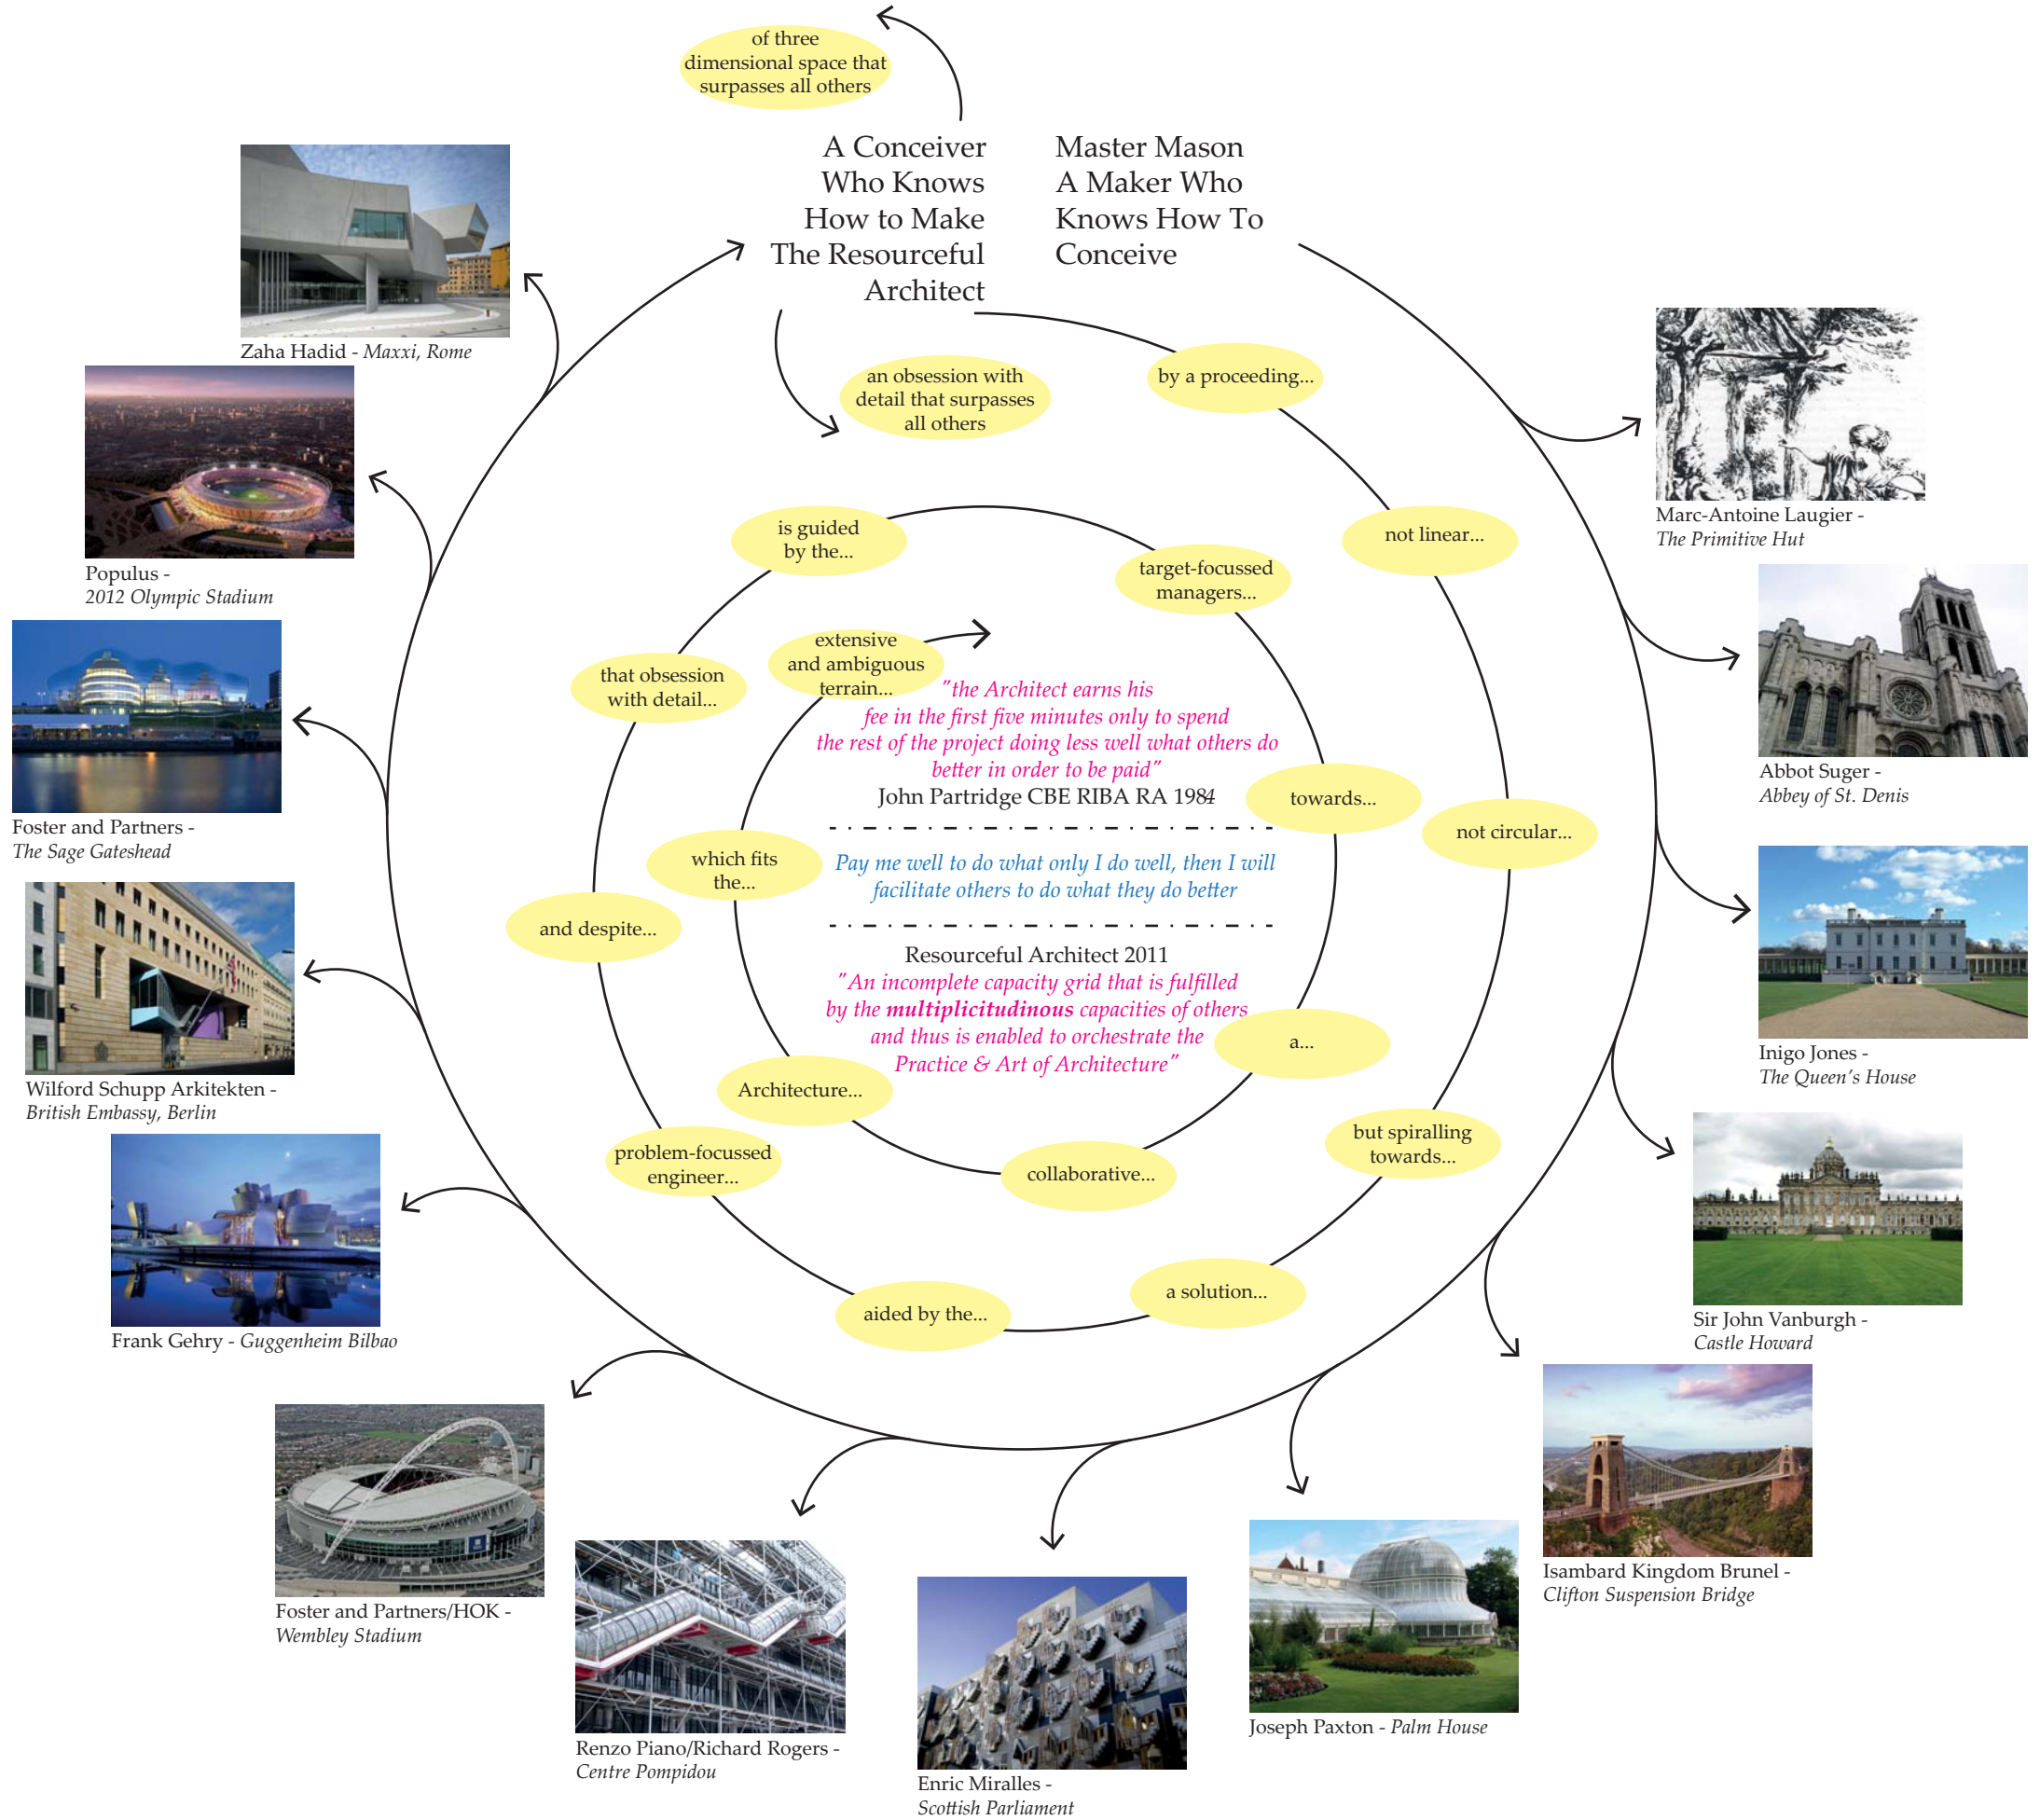 of three
dimensional space that
surpasses all others
A Conceiver
Who Knows
How to Make
The Resourceful
Architect
Master Mason
A Maker Who
Knows How To
Conceive
an obsession with
detail that surpasses
all others
by a proceeding...
not linear...
not circular...
but spiralling
towards...
a solution...
aided by the...
problem-focussed
engineer...
and despite...
that obsession
with detail...
is guided
by the...
target-focussed
managers...
towards...
a...
collaborative...
Architecture...
which fits
the...
extensive
and ambiguous
terrain...
"the Architect earns his
fee in the first five minutes only to spend
the rest of the project doing less well what others do
better in order to be paid"
John Partridge CBE RIBA RA 1984
Pay me well to do what only I do well, then I will
facilitate others to do what they do better
Resourceful Architect 2011
"An incomplete capacity grid that is fulfilled
by the multiplicitudinous capacities of others
and thus is enabled to orchestrate the
Practice & Art of Architecture"
Marc-Antoine Laugier -
The Primitive Hut
Abbot Suger -
Abbey of St. Denis
Inigo Jones -
The Queen's House
Sir John Vanburgh -
Castle Howard
Isambard Kingdom Brunel -
Clifton Suspension Bridge
Joseph Paxton - Palm House
Enric Miralles -
Scottish Parliament
Renzo Piano/Richard Rogers -
Centre Pompidou
Foster and Partners/HOK -
Wembley Stadium
Frank Gehry - Guggenheim Bilbao
Wilford Schupp Arkitekten -
British Embassy, Berlin
Foster and Partners -
The Sage Gateshead
Populus -
2012 Olympic Stadium
Zaha Hadid - Maxxi, Rome